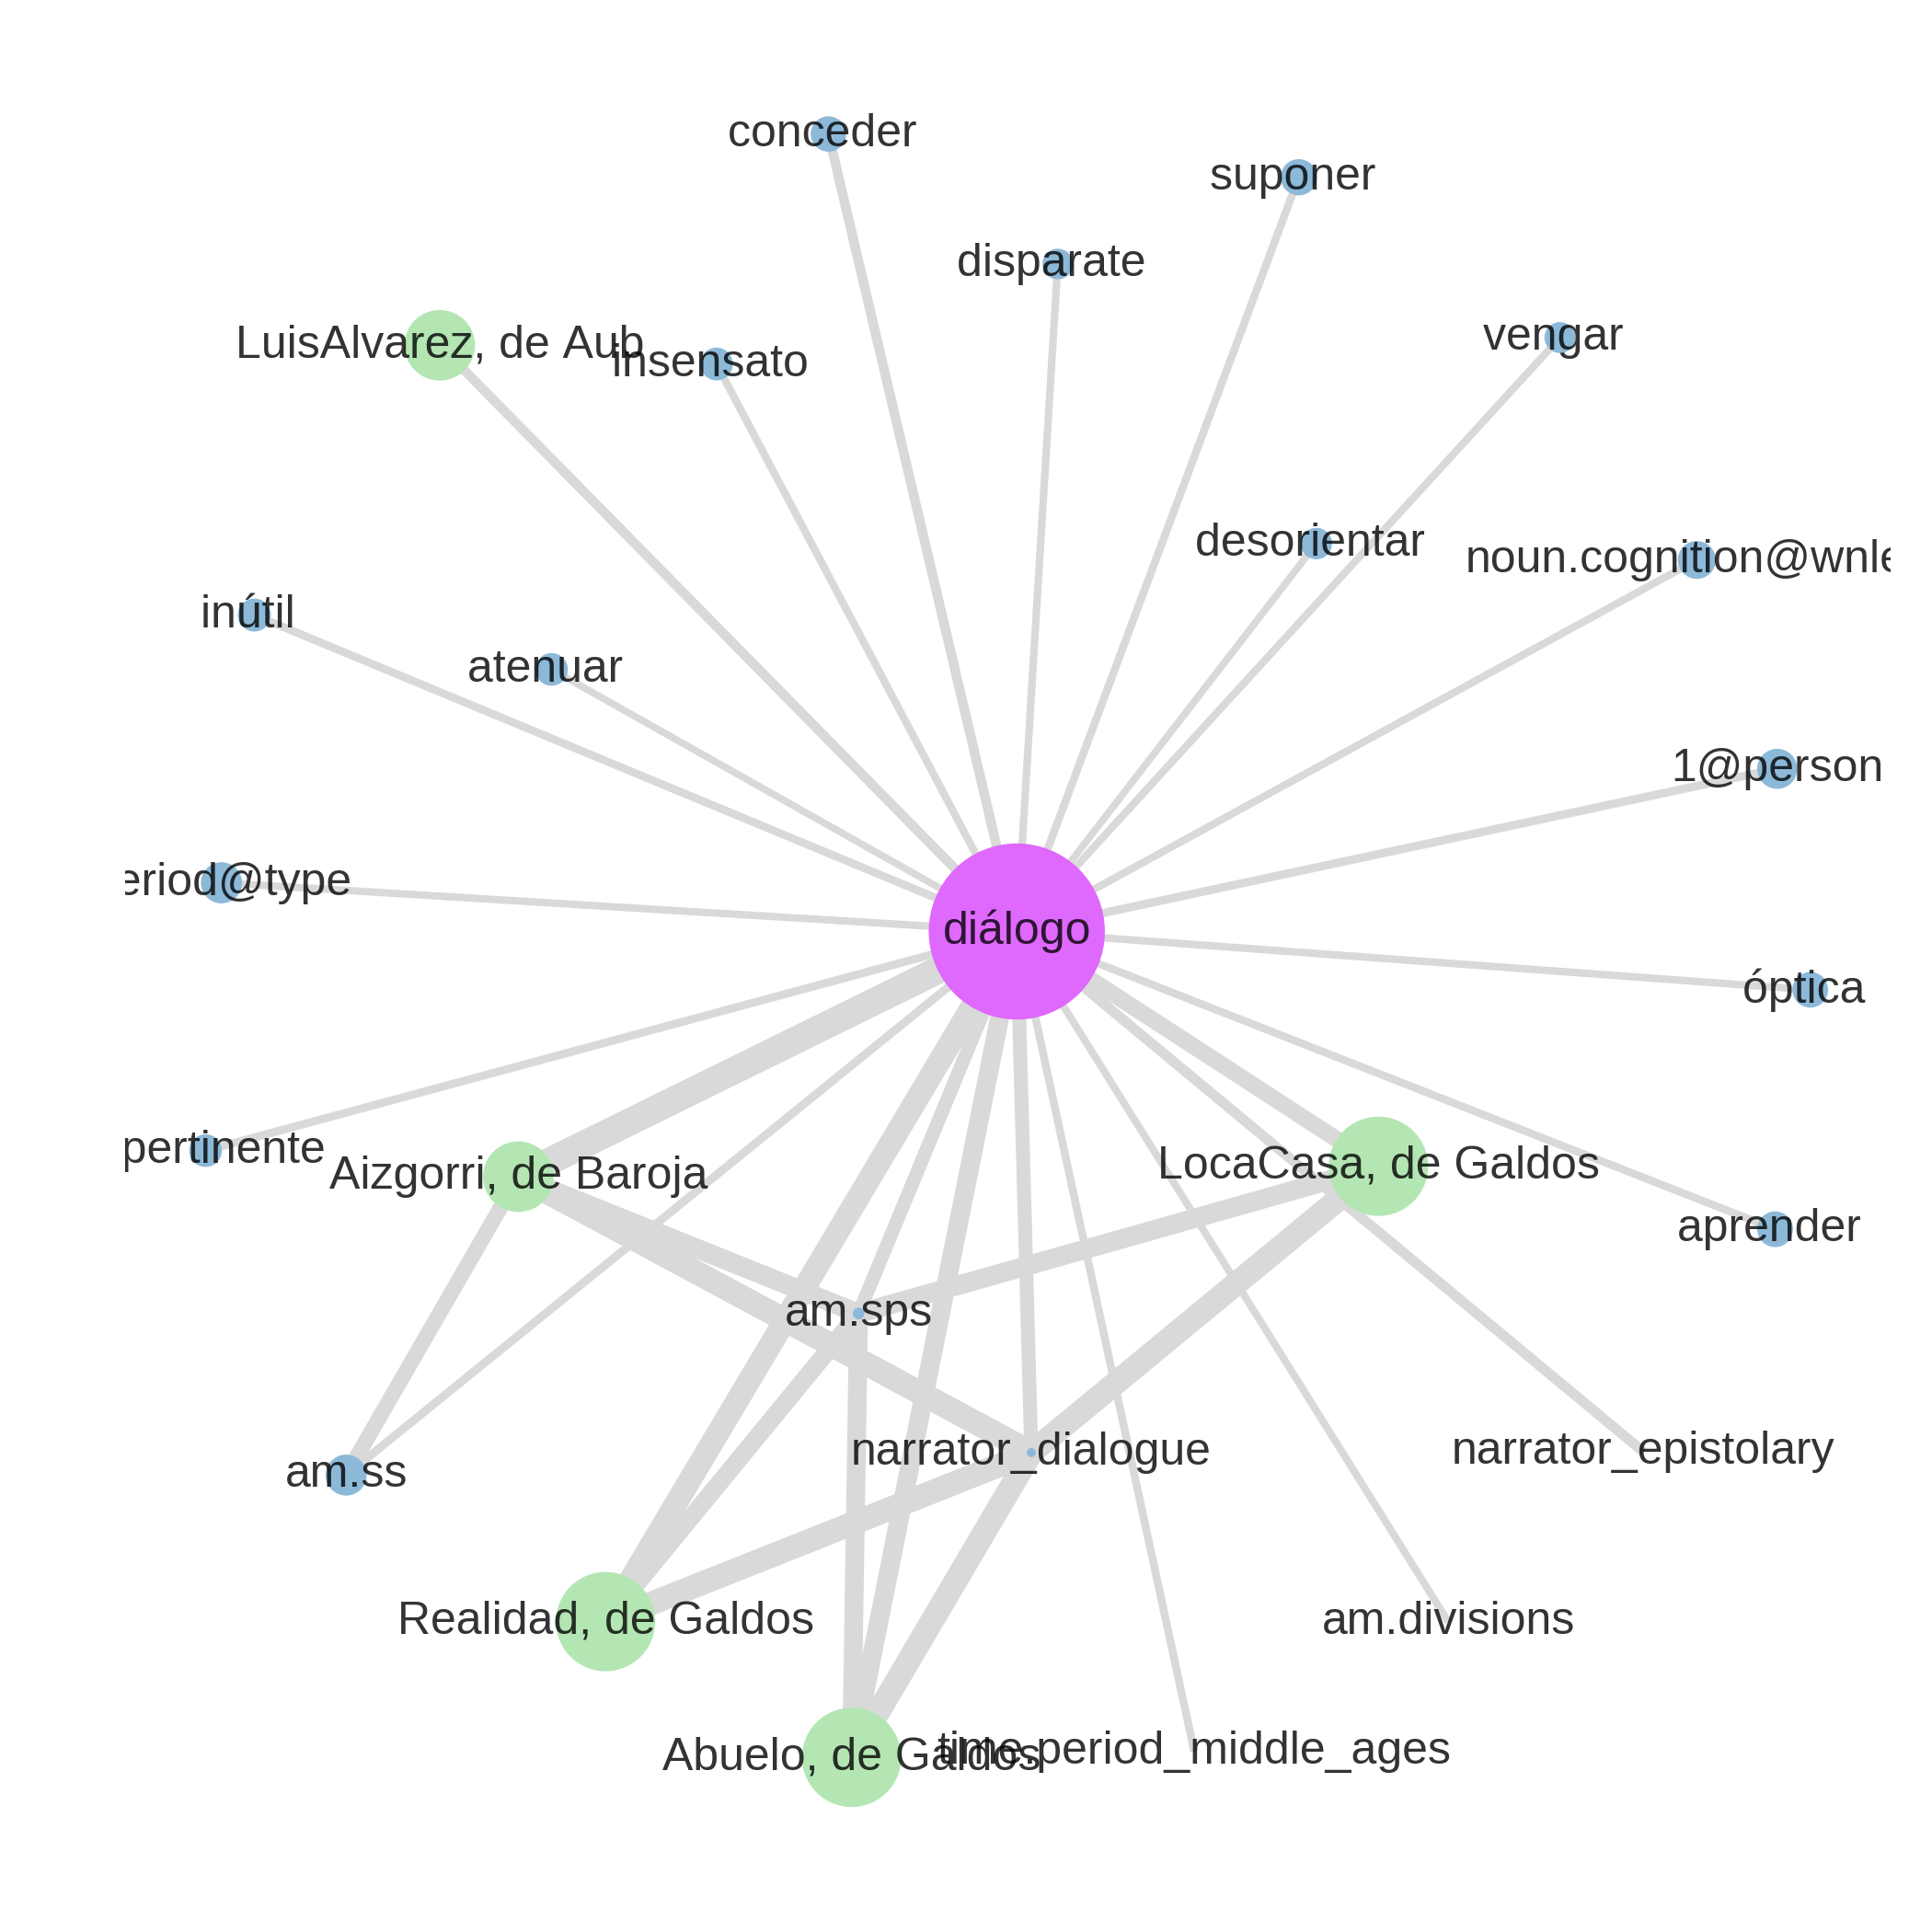 conceder
suponer
disparate
vengar
LuisAlvarez, de Aub
insensato
desorientar
noun.cognition@wnle
inútil
atenuar
1@person
eriod@type
diálogo
óptica
pertinente
Aizgorri, de Baroja
LocaCasa, de Galdos
aprender
am.sps
narrator_dialogue
narrator_epistolary
am.ss
Realidad, de Galdos
am.divisions
Abuelo, de Galdos
time.period_middle_ages